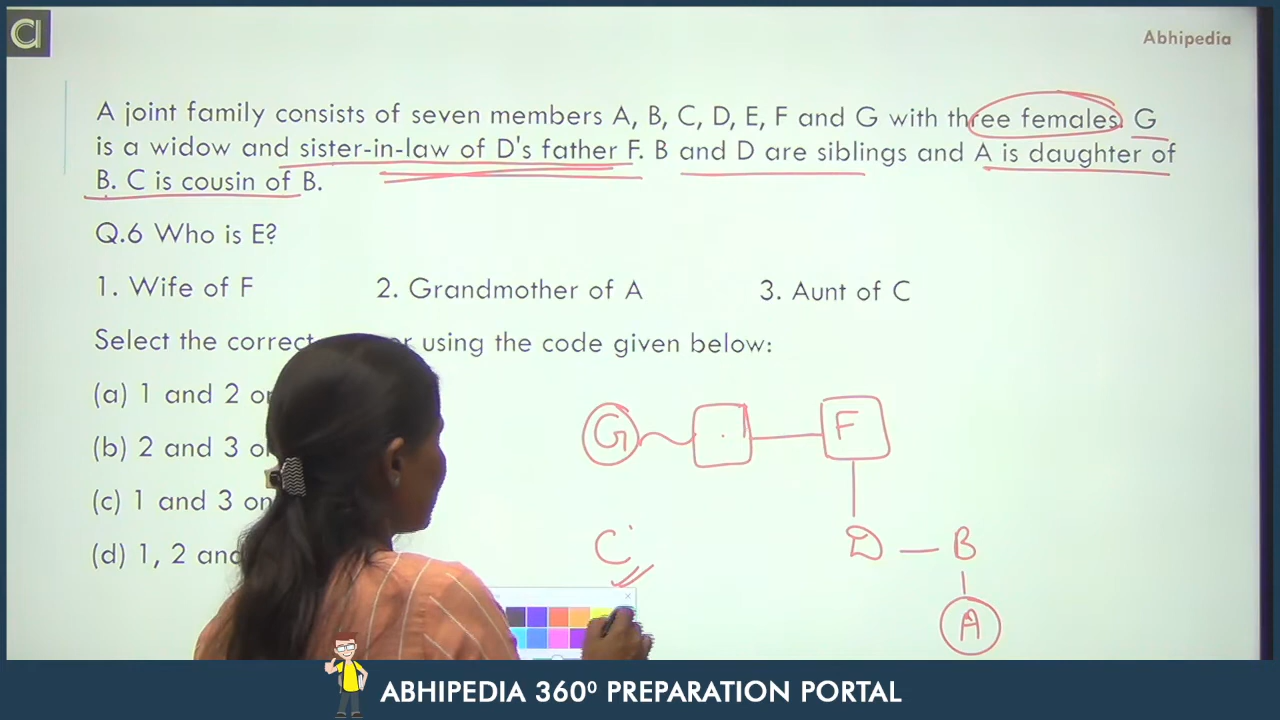 CI
Abhipedia
A joint family consists of seven members A, B, C, D, E, F and G with three females. G
is a widow and sister-in-law of D's father F. B and D are siblings and A is daughter of
B. C is cousin of B.
Q.6 Who is E?
1. Wife of F 2. Grandmother of A 3. Aunt of C
Select the correct using the code given below:
(a) 1 and 2
(b) 2 and 3
(c) 1 and 3
(d) 1, 2 and
G F
C D B
A
ABHIPEDIA 360⁰ PREPARATION PORTAL